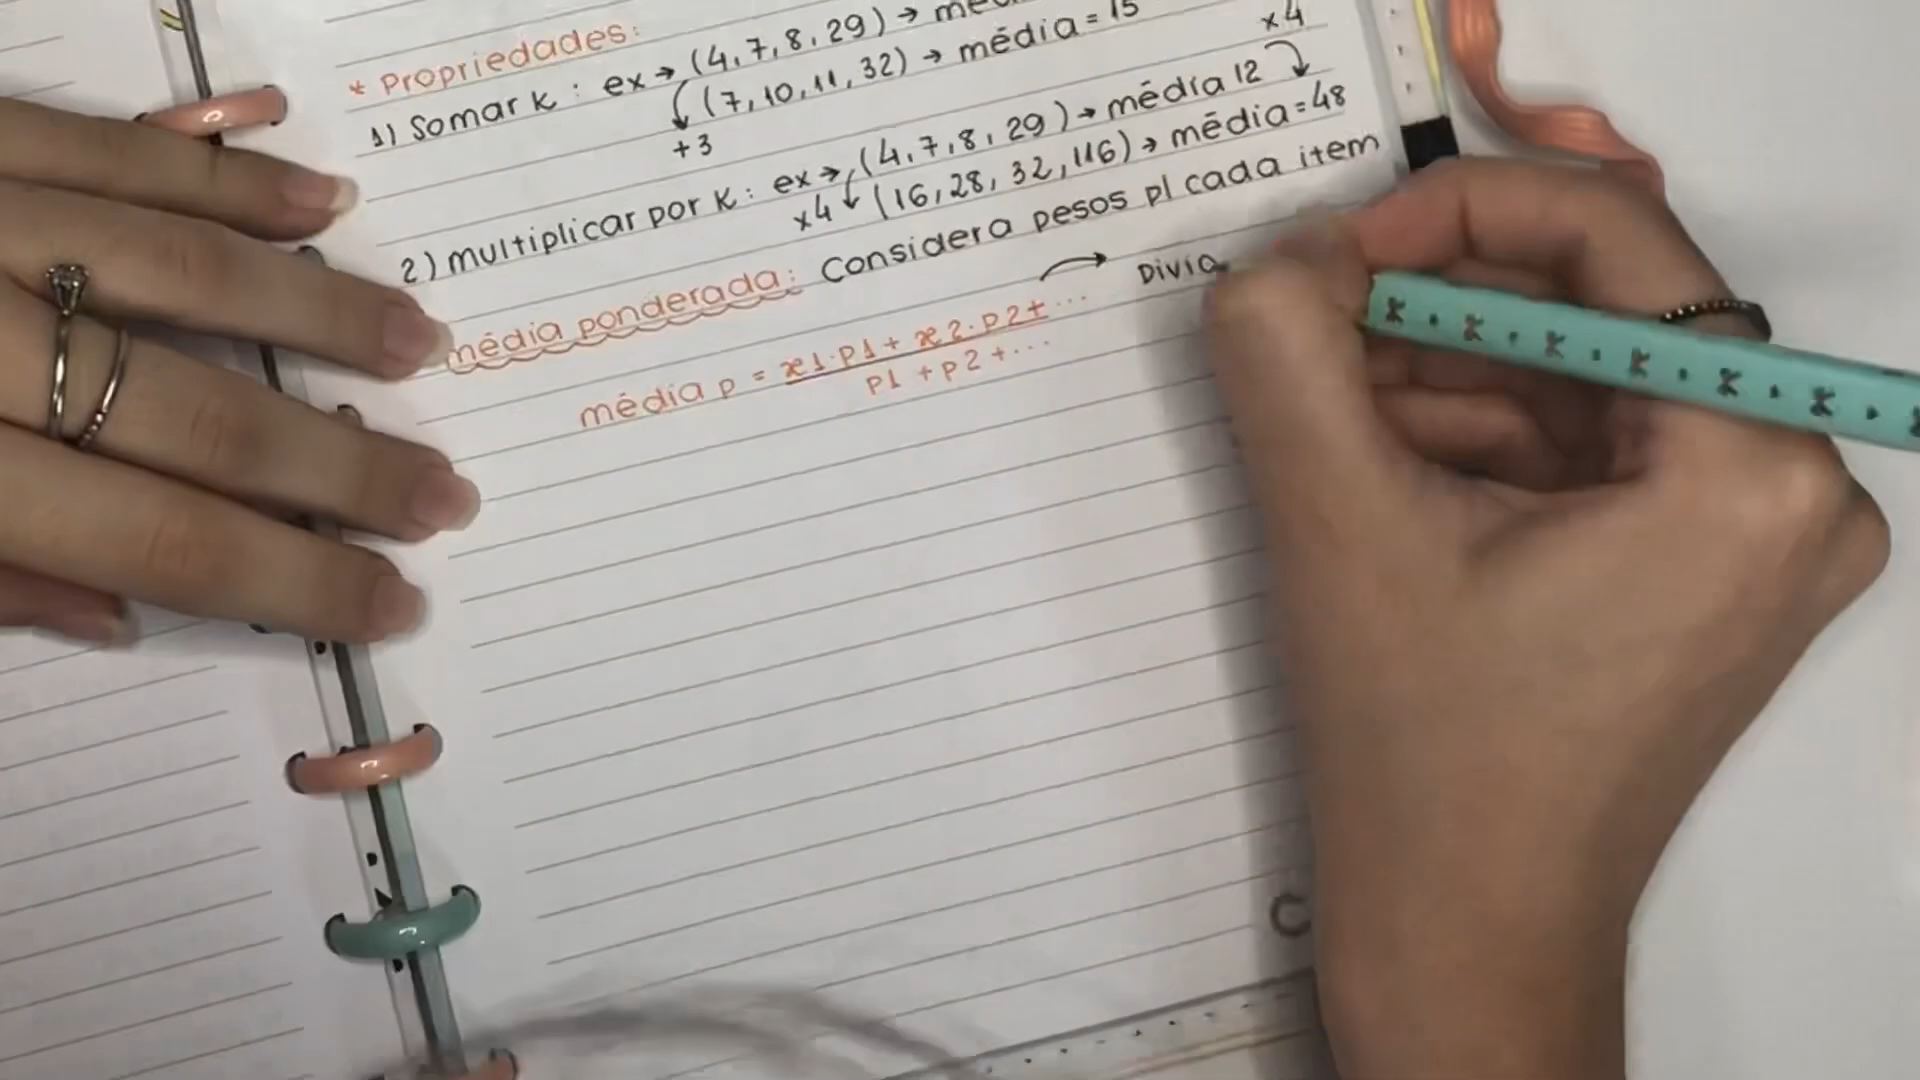 * Propriedades:
1) Somar K: ex → (4, 7, 8, 29) →
+3 (7, 10, 11, 32) → média = 15
2) multiplicar por K: ex → (4, 7, 8, 29) → média 12 x4
x4 (16, 28, 32, 116) → média = 48
média ponderada: Considera pesos p/ cada item
média p = x1.p1 + x2.p2+...
p1 + p2 +...
→